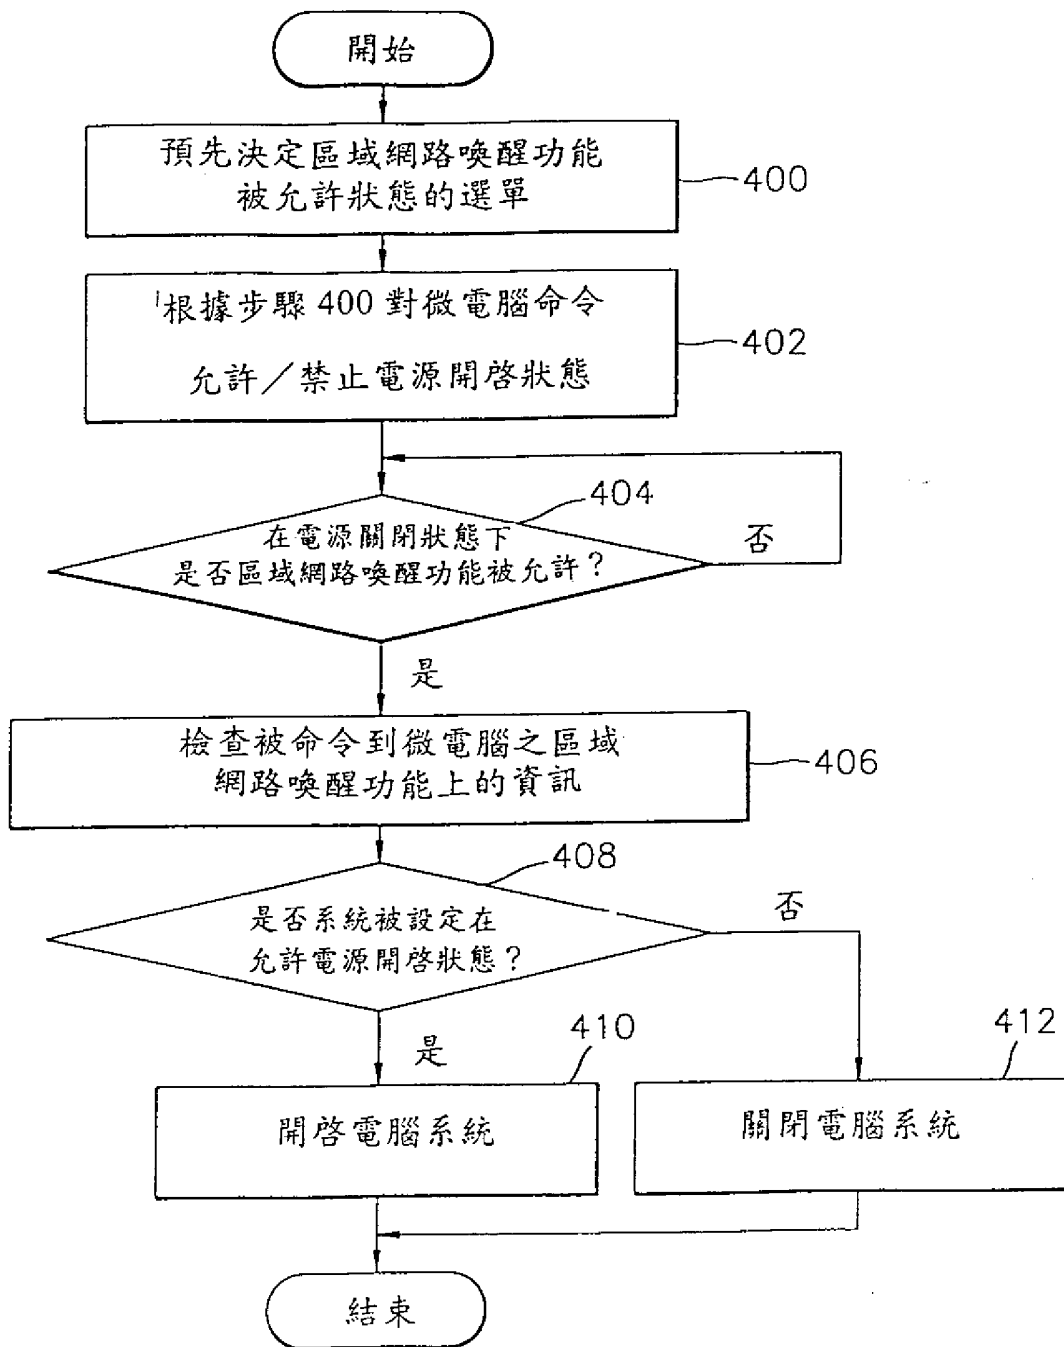 開始
預先決定區域網路喚醒功能
被允許狀態的選單
400
根據步驟400對微電腦命令
允許／禁止電源開啓狀態
402
404
在電源關閉狀態下
是否區域網路喚醒功能被允許？
否
是
檢查被命令到微電腦之區域
網路喚醒功能上的資訊
406
408
是否系統被設定在
允許電源開啓狀態？
否
是
410
開啓電腦系統
412
關閉電腦系統
結束